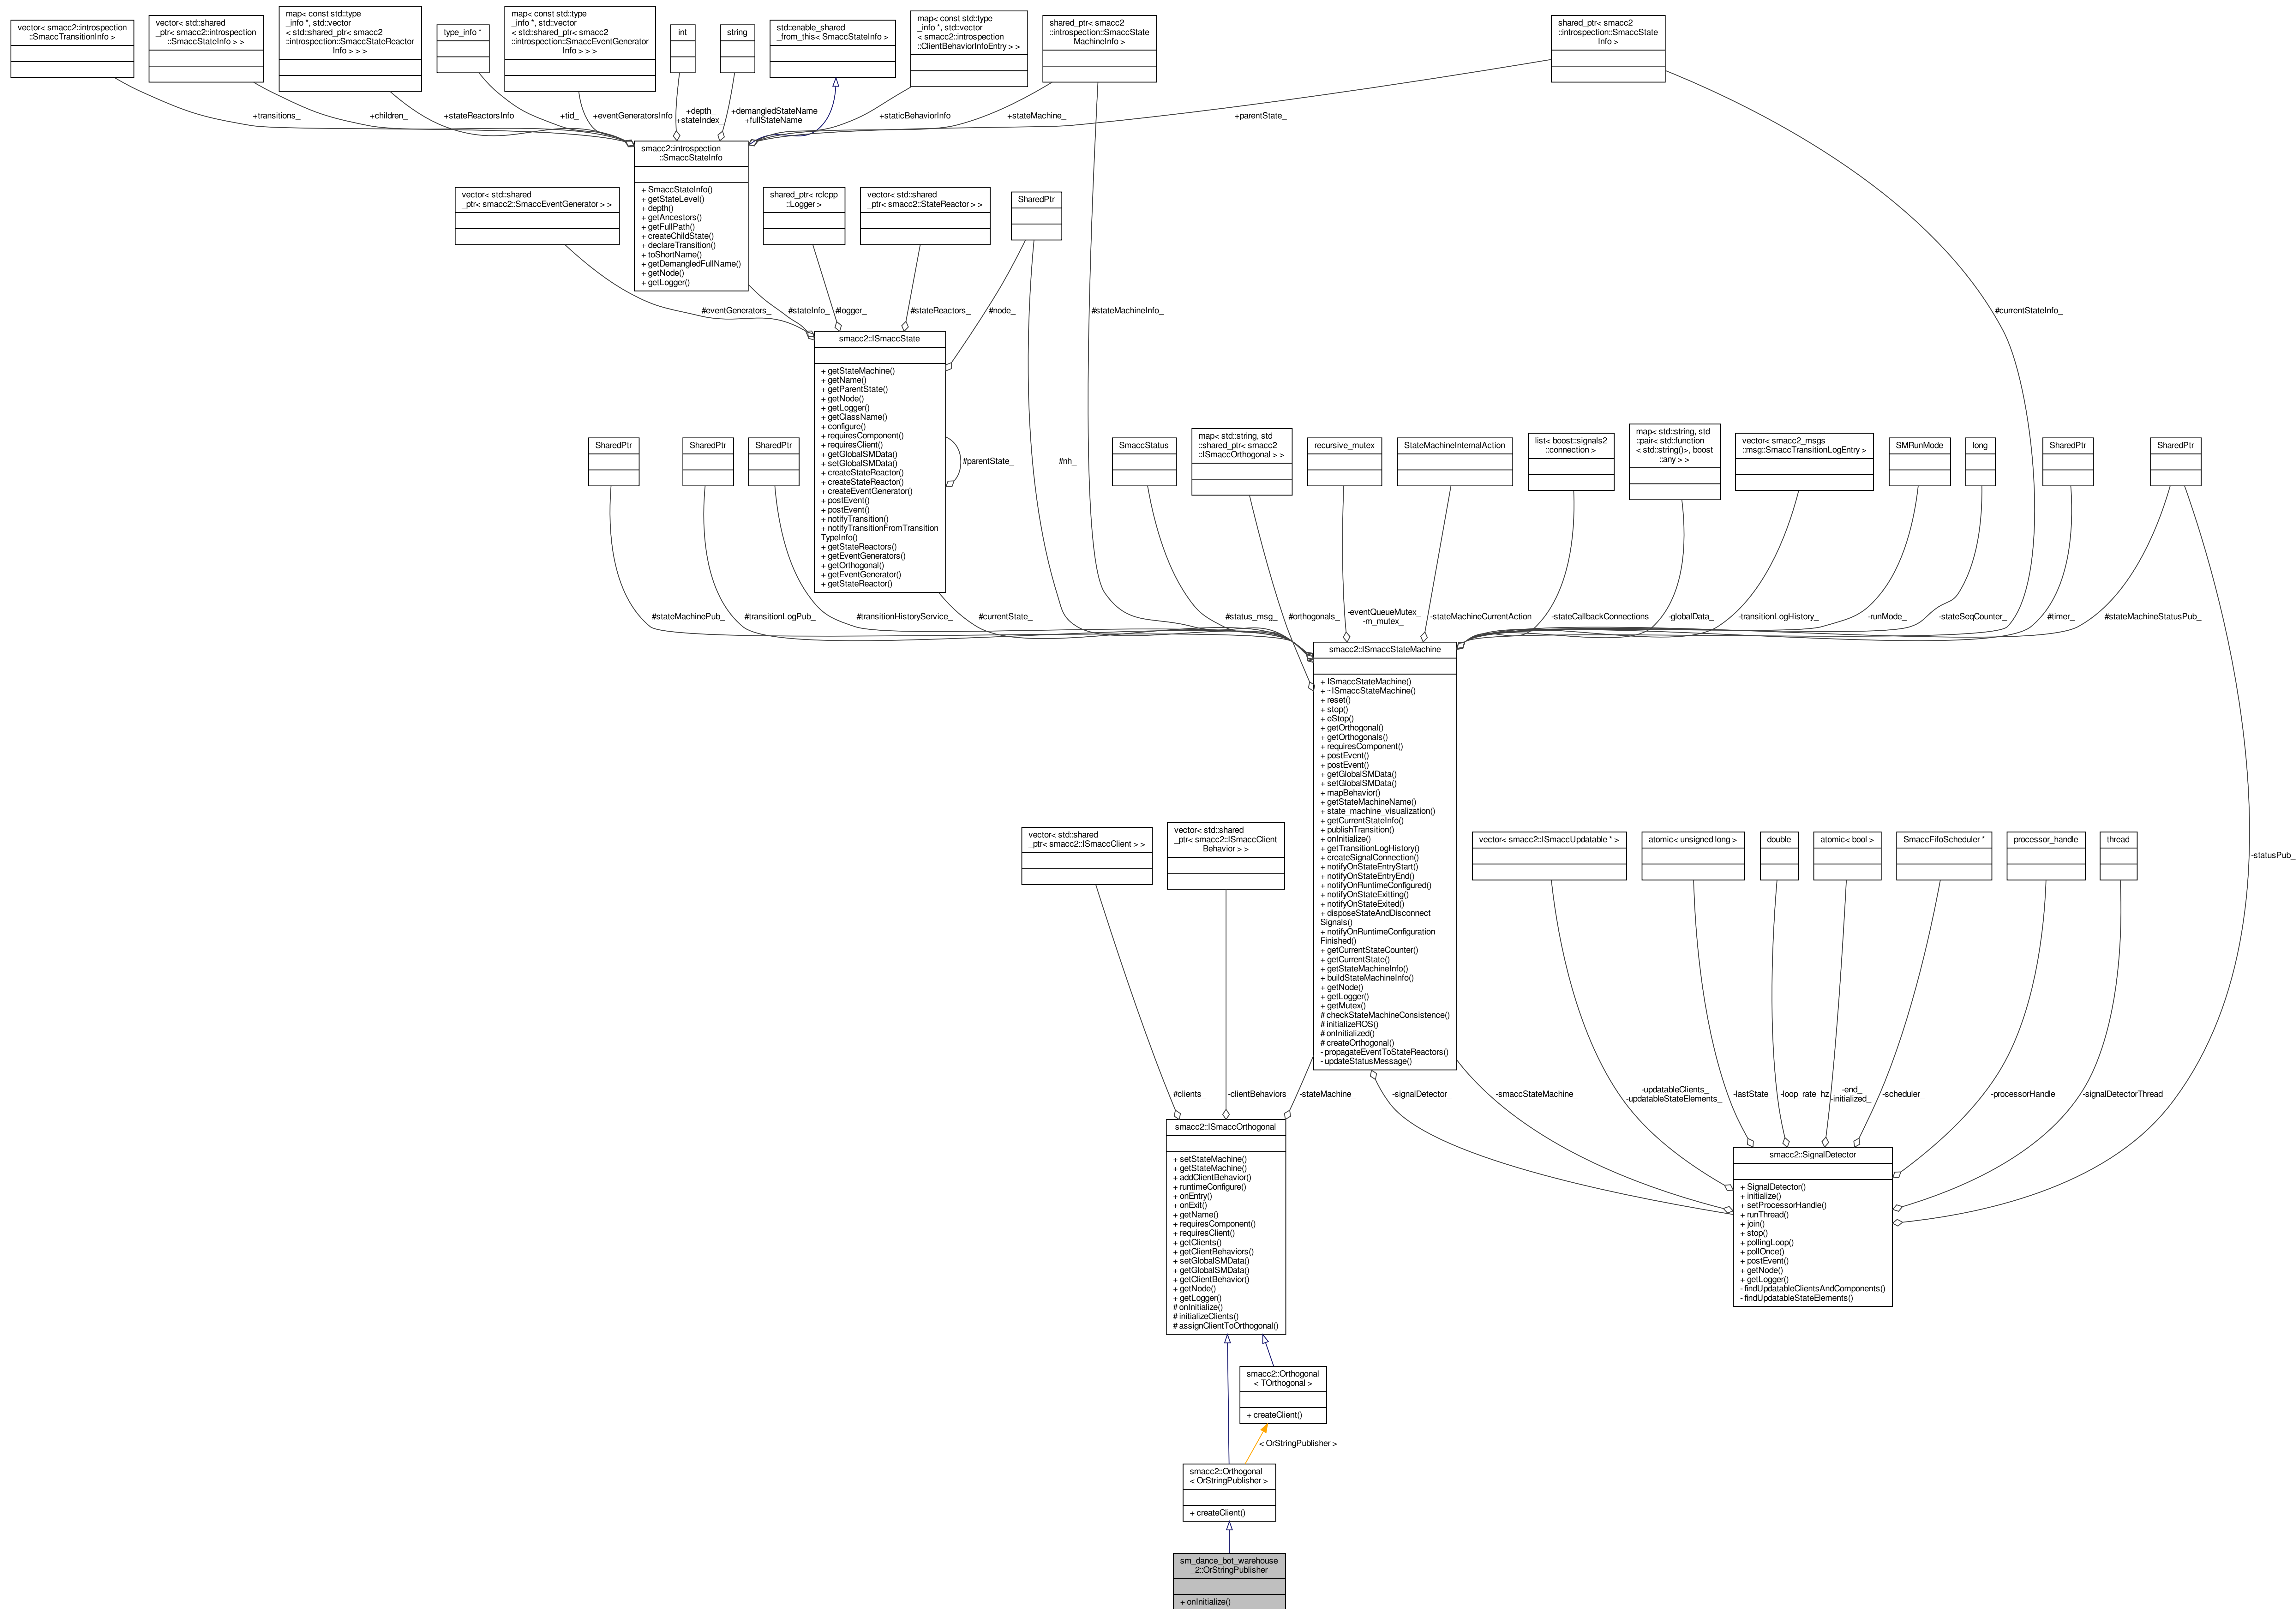 vector< smacc2::introspection
::SmaccTransitionInfo >
vector< std::shared
_ptr< smacc2::introspection
::SmaccStateInfo > >
map< const std::type
_info *, std::vector
< std::shared_ptr< smacc2
::introspection::SmaccStateReactor
Info > > >
type_info *
map< const std::type
_info *, std::vector
< std::shared_ptr< smacc2
::introspection::SmaccEventGenerator
Info > > >
int
string
std::enable_shared
_from_this< SmaccStateInfo >
map< const std::type
_info *, std::vector
< smacc2::introspection
::ClientBehaviorInfoEntry > >
shared_ptr< smacc2
::introspection::SmaccState
MachineInfo >
shared_ptr< smacc2
::introspection::SmaccState
Info >
+transitions_
+children_
+stateReactorsInfo
+tid_
+eventGeneratorsInfo
+depth_
+stateIndex_
+demangledStateName
+fullStateName
+staticBehaviorInfo
+stateMachine_
+parentState_
smacc2::introspection
::SmaccStateInfo
+ SmaccStateInfo()
+ getStateLevel()
+ depth()
+ getAncestors()
+ getFullPath()
+ createChildState()
+ declareTransition()
+ toShortName()
+ getDemangledFullName()
+ getNode()
+ getLogger()
vector< std::shared
_ptr< smacc2::SmaccEventGenerator > >
shared_ptr< rclcpp
::Logger >
vector< std::shared
_ptr< smacc2::StateReactor > >
SharedPtr
#eventGenerators_
#stateInfo_
#logger_
#stateReactors_
#node_
#stateMachineInfo_
#currentStateInfo_
smacc2::ISmaccState
+ getStateMachine()
+ getName()
+ getParentState()
+ getNode()
+ getLogger()
+ getClassName()
+ configure()
+ requiresComponent()
+ requiresClient()
+ getGlobalSMData()
+ setGlobalSMData()
+ createStateReactor()
+ createStateReactor()
+ createEventGenerator()
+ postEvent()
+ postEvent()
+ notifyTransition()
+ notifyTransitionFromTransition
TypeInfo()
+ getStateReactors()
+ getEventGenerators()
+ getOrthogonal()
+ getEventGenerator()
+ getStateReactor()
#parentState_
#nh_
SharedPtr
SharedPtr
SharedPtr
SmaccStatus
map< std::string, std
::shared_ptr< smacc2
::ISmaccOrthogonal > >
recursive_mutex
StateMachineInternalAction
list< boost::signals2
::connection >
map< std::string, std
::pair< std::function
< std::string()>, boost
::any > >
vector< smacc2_msgs
::msg::SmaccTransitionLogEntry >
SMRunMode
long
SharedPtr
SharedPtr
#stateMachinePub_
#transitionLogPub_
#transitionHistoryService_
#currentState_
#status_msg_
#orthogonals_
-eventQueueMutex_
-m_mutex_
-stateMachineCurrentAction
-stateCallbackConnections
-globalData_
-transitionLogHistory_
-runMode_
-stateSeqCounter_
#timer_
#stateMachineStatusPub_
smacc2::ISmaccStateMachine
+ ISmaccStateMachine()
+ ~ISmaccStateMachine()
+ reset()
+ stop()
+ eStop()
+ getOrthogonal()
+ getOrthogonals()
+ requiresComponent()
+ postEvent()
+ postEvent()
+ getGlobalSMData()
+ setGlobalSMData()
+ mapBehavior()
+ getStateMachineName()
+ state_machine_visualization()
+ getCurrentStateInfo()
+ publishTransition()
+ onInitialize()
+ getTransitionLogHistory()
+ createSignalConnection()
+ notifyOnStateEntryStart()
+ notifyOnStateEntryEnd()
+ notifyOnRuntimeConfigured()
+ notifyOnStateExitting()
+ notifyOnStateExited()
+ disposeStateAndDisconnect
Signals()
+ notifyOnRuntimeConfiguration
Finished()
+ getCurrentStateCounter()
+ getCurrentState()
+ getStateMachineInfo()
+ buildStateMachineInfo()
+ getNode()
+ getLogger()
+ getMutex()
# checkStateMachineConsistence()
# initializeROS()
# onInitialized()
# createOrthogonal()
- propagateEventToStateReactors()
- updateStatusMessage()
vector< std::shared
_ptr< smacc2::ISmaccClient > >
vector< std::shared
_ptr< smacc2::ISmaccClient
Behavior > >
vector< smacc2::ISmaccUpdatable * >
atomic< unsigned long >
double
atomic< bool >
SmaccFifoScheduler *
processor_handle
thread
-statusPub_
#clients_
-clientBehaviors_
-stateMachine_
-signalDetector_
-smaccStateMachine_
-updatableClients_
-updatableStateElements_
-lastState_
-loop_rate_hz
-end_
-initialized_
-scheduler_
-processorHandle_
-signalDetectorThread_
smacc2::ISmaccOrthogonal
+ setStateMachine()
+ getStateMachine()
+ addClientBehavior()
+ runtimeConfigure()
+ onEntry()
+ onExit()
+ getName()
+ requiresComponent()
+ requiresClient()
+ getClients()
+ getClientBehaviors()
+ setGlobalSMData()
+ getGlobalSMData()
+ getClientBehavior()
+ getNode()
+ getLogger()
# onInitialize()
# initializeClients()
# assignClientToOrthogonal()
smacc2::SignalDetector
+ SignalDetector()
+ initialize()
+ setProcessorHandle()
+ runThread()
+ join()
+ stop()
+ pollingLoop()
+ pollOnce()
+ postEvent()
+ getNode()
+ getLogger()
- findUpdatableClientsAndComponents()
- findUpdatableStateElements()
smacc2::Orthogonal
< TOrthogonal >
+ createClient()
< OrStringPublisher >
smacc2::Orthogonal
< OrStringPublisher >
+ createClient()
sm_dance_bot_warehouse
_2::OrStringPublisher
+ onInitialize()